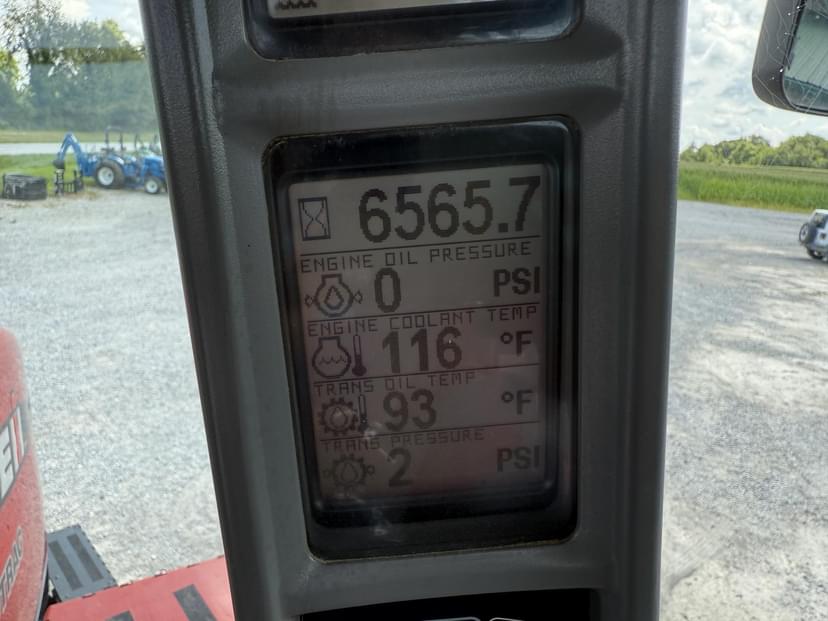 6565.7
ENGINE OIL PRESSURE
0 PSI
ENGINE COOLANT TEMP
116 °F
TRANS OIL TEMP
93 °F
TRANS PRESSURE
2 PSI